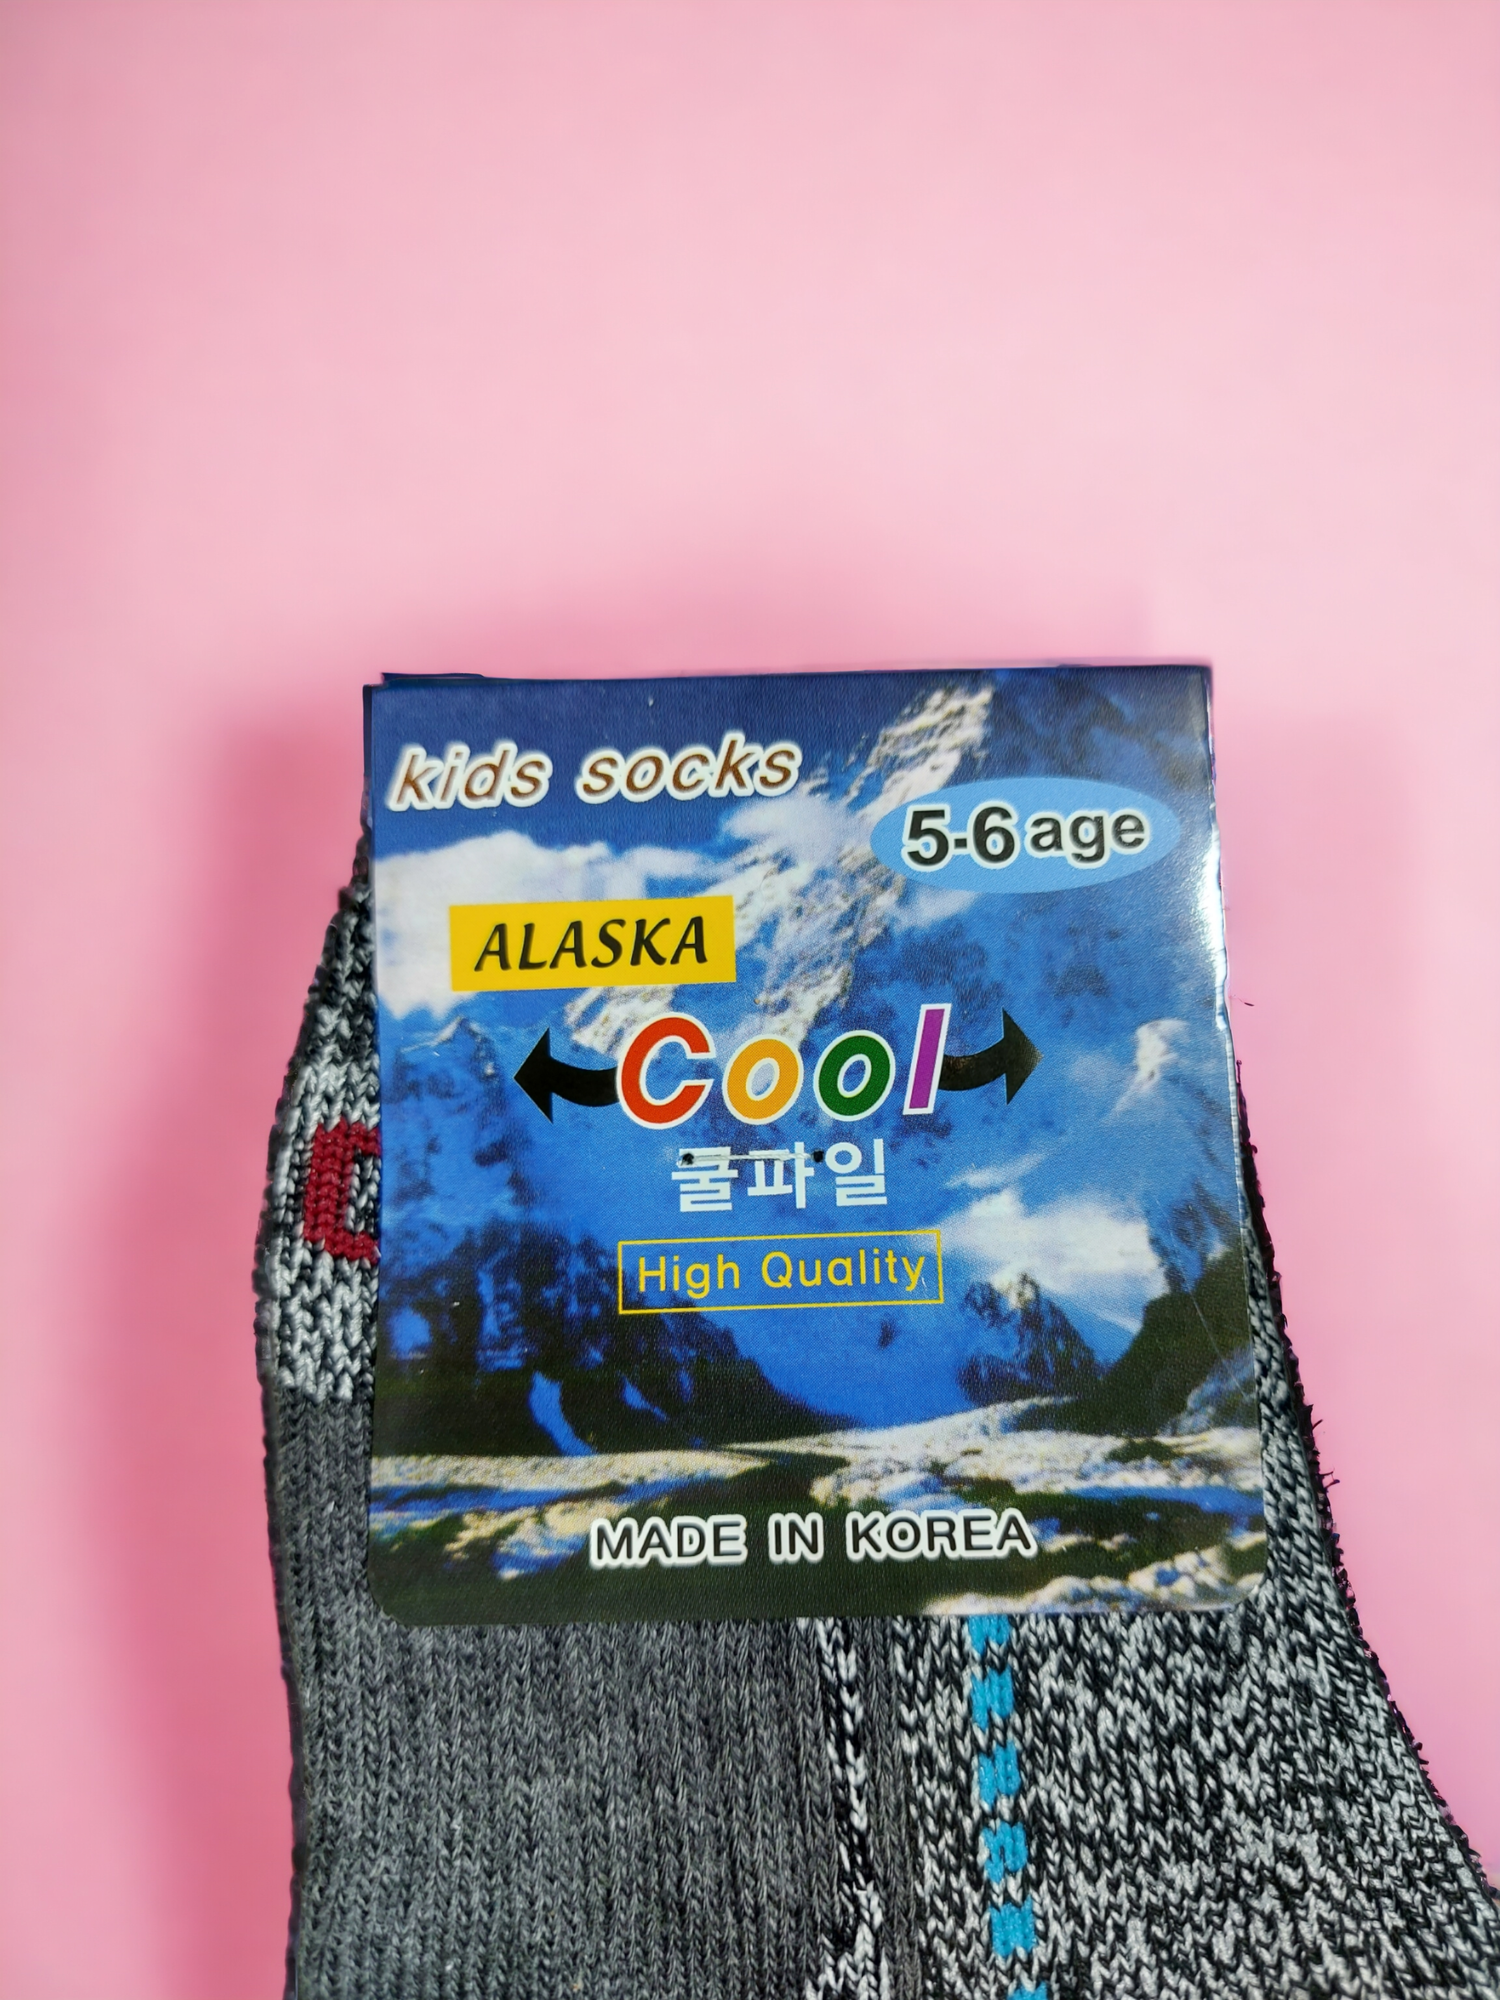 kids socks
5-6 age
ALASKA
Cool
쿨파일
High Quality
MADE IN KOREA